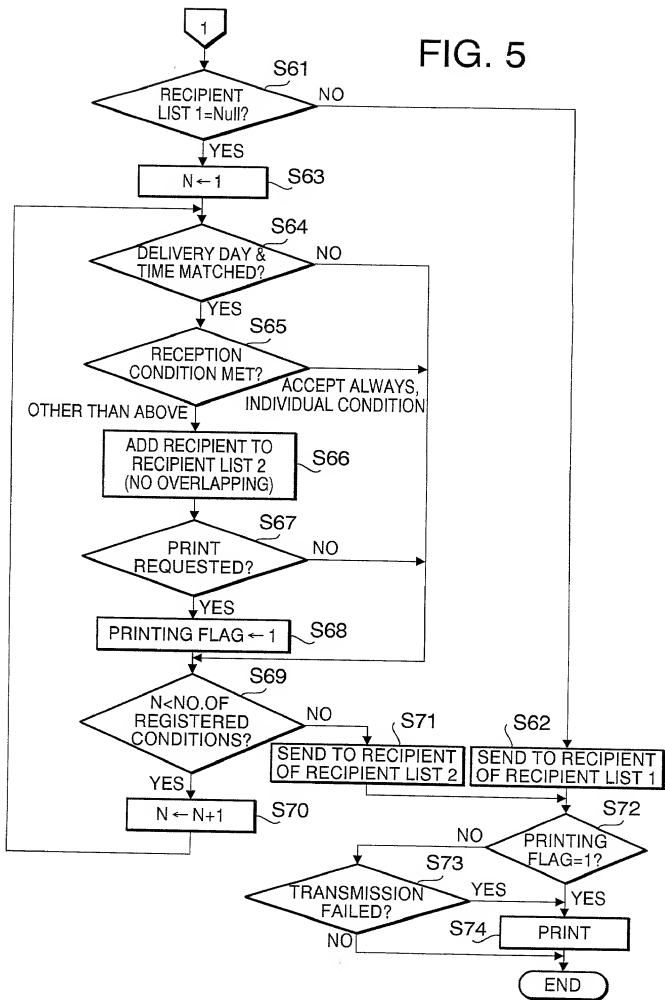 1
FIG. 5
S61
RECIPIENT
LIST 1=Null?
NO
YES
N←1
S63
S64
DELIVERY DAY &
TIME MATCHED?
NO
YES
S65
RECEPTION
CONDITION MET?
ACCEPT ALWAYS,
INDIVIDUAL CONDITION
OTHER THAN ABOVE
ADD RECIPIENT TO
RECIPIENT LIST 2
(NO OVERLAPPING)
S66
S67
PRINT
REQUESTED?
NO
YES
PRINTING FLAG ← 1
S68
S69
N<NO.OF
REGISTERED
CONDITIONS?
NO
YES
S71
SEND TO RECIPIENT
OF RECIPIENT LIST 2
S62
SEND TO RECIPIENT
OF RECIPIENT LIST 1
N ← N+1
S70
S72
PRINTING
FLAG=1?
NO
YES
S73
TRANSMISSION
FAILED?
YES
NO
S74
PRINT
END